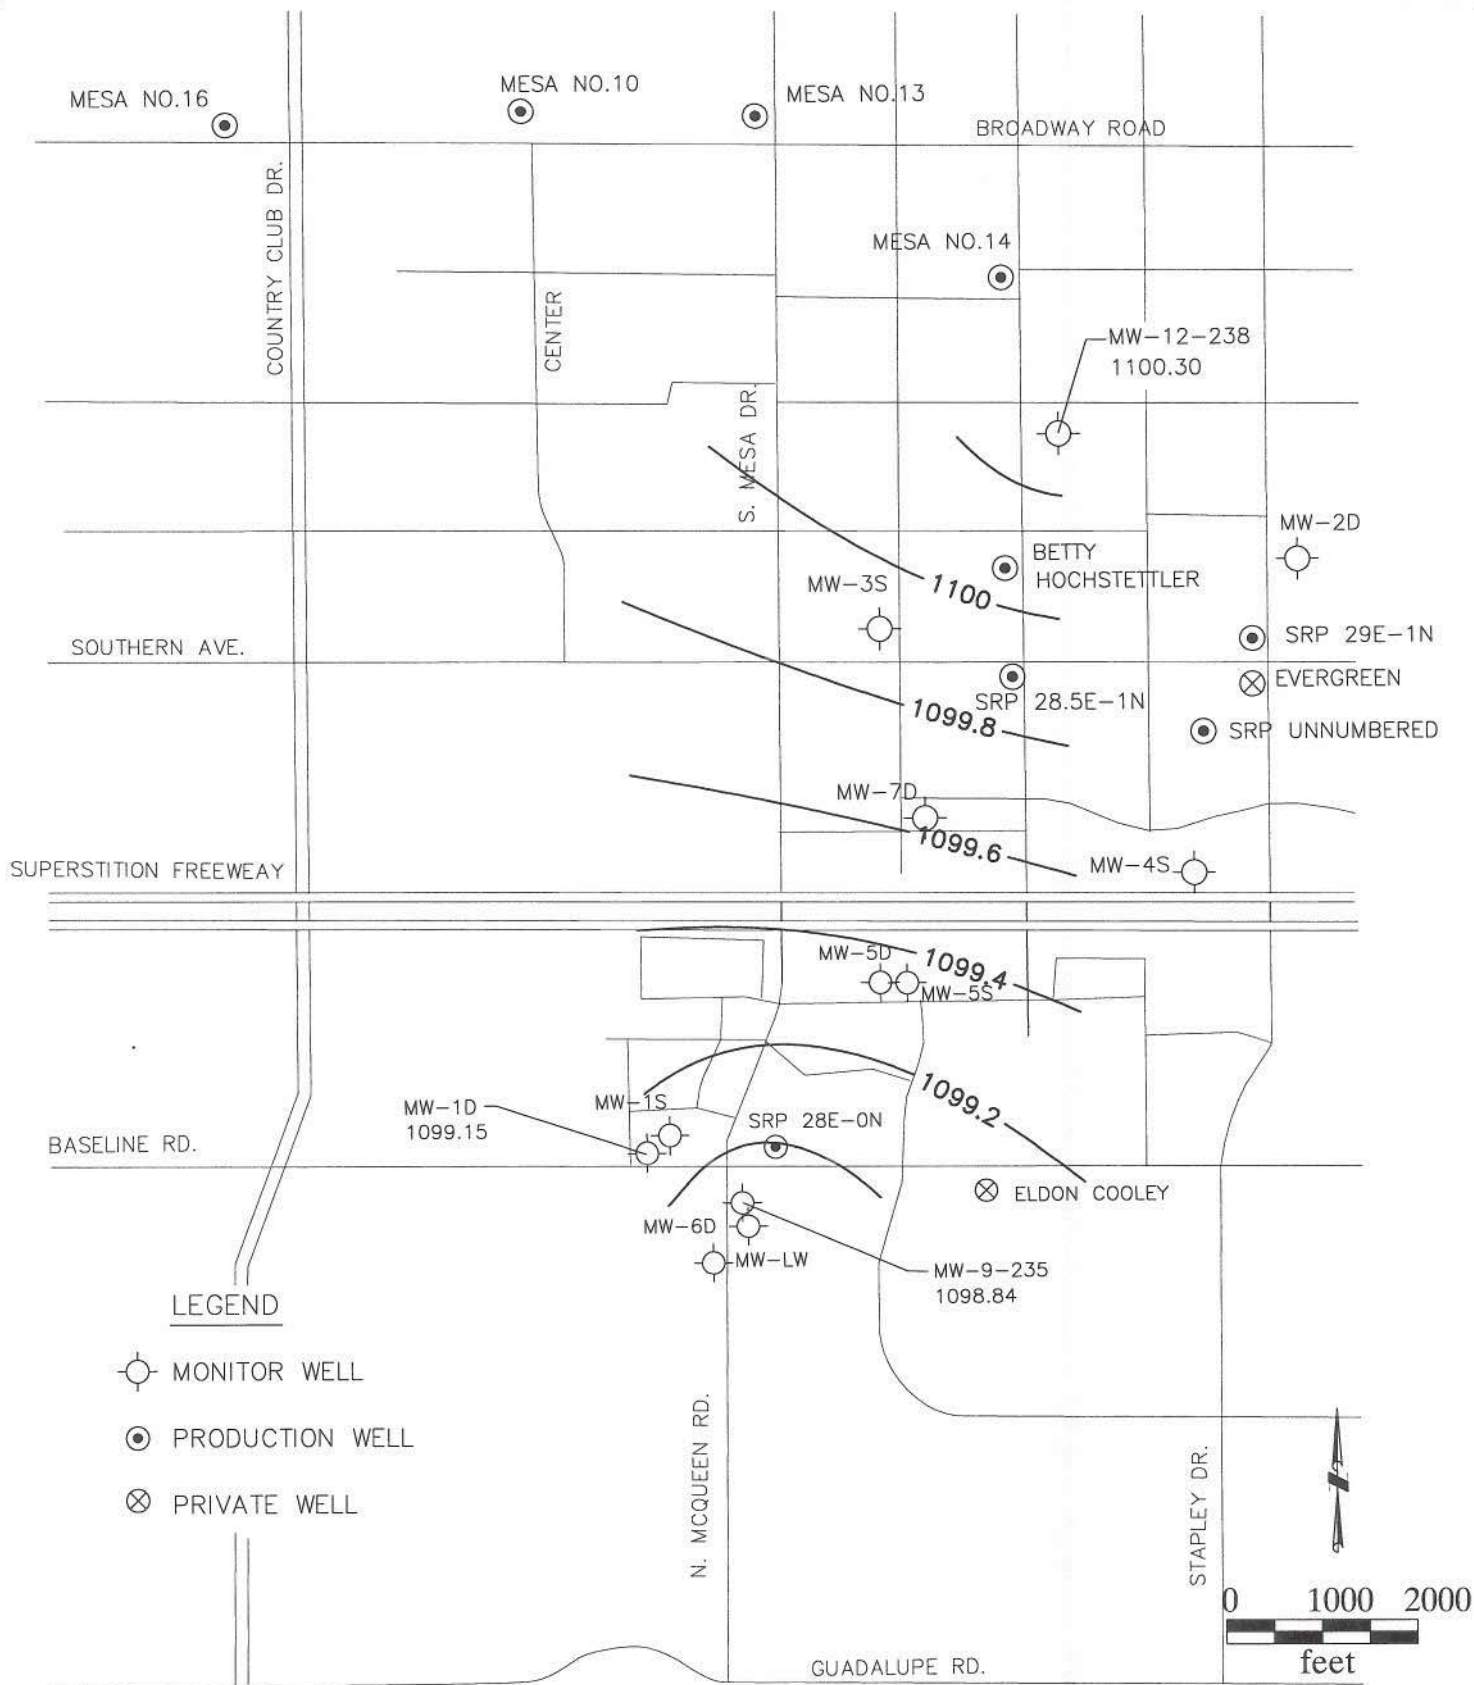 MESA NO.16
MESA NO.10
MESA NO.13
BROADWAY ROAD
COUNTRY CLUB DR.
CENTER
MESA NO.14
MW-12-238
1100.30
S. MESA DR.
MW-2D
BETTY
HOCHSTETTLER
MW-3S
1100
SOUTHERN AVE.
SRP 29E-1N
EVERGREEN
SRP 28.5E-1N
1099.8
SRP UNNUMBERED
MW-7D
1099.6
SUPERSTITION FREEWEAY
MW-4S
MW-5D
1099.4
MW-5S
1099.2
MW-1D
1099.15
MW-1S
SRP 28E-0N
BASELINE RD.
ELDON COOLEY
MW-6D
MW-LW
MW-9-235
1098.84
LEGEND
MONITOR WELL
PRODUCTION WELL
PRIVATE WELL
N. MCQUEEN RD.
STAPLEY DR.
0 1000 2000
feet
GUADALUPE RD.